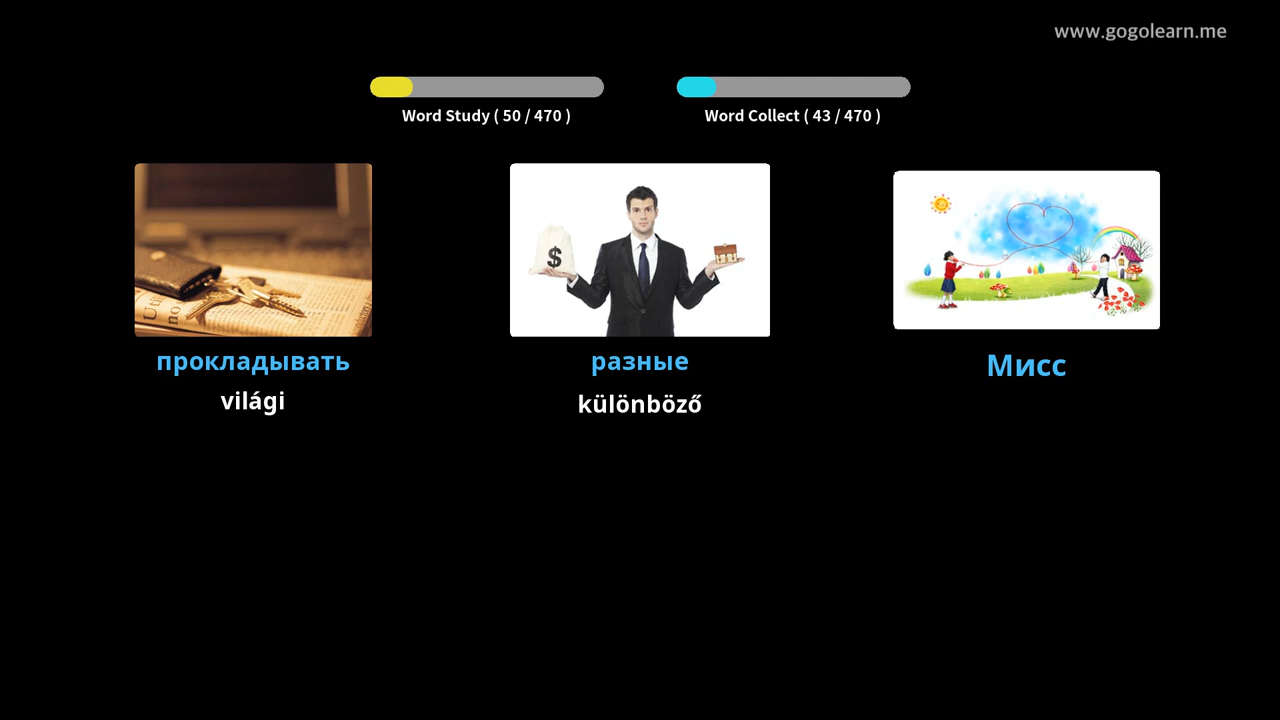 www.gogolearn.me
Word Study ( 50 / 470 )
Word Collect ( 43 / 470 )
$
прокладывать
világi
разные
különböző
Мисс